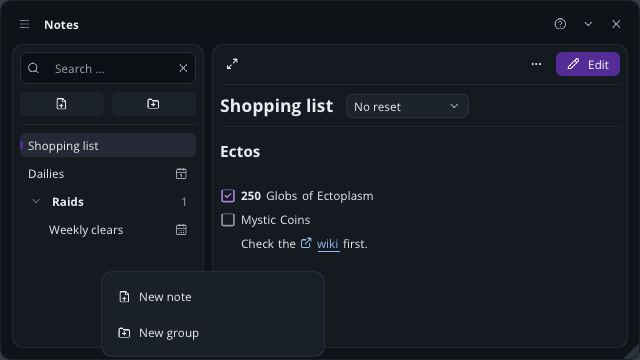 Notes
Search ...
Edit
Shopping list
No reset
Shopping list
Dailies
Raids 1
Weekly clears
Ectos
250 Globs of Ectoplasm
Mystic Coins
Check the wiki first.
New note
New group